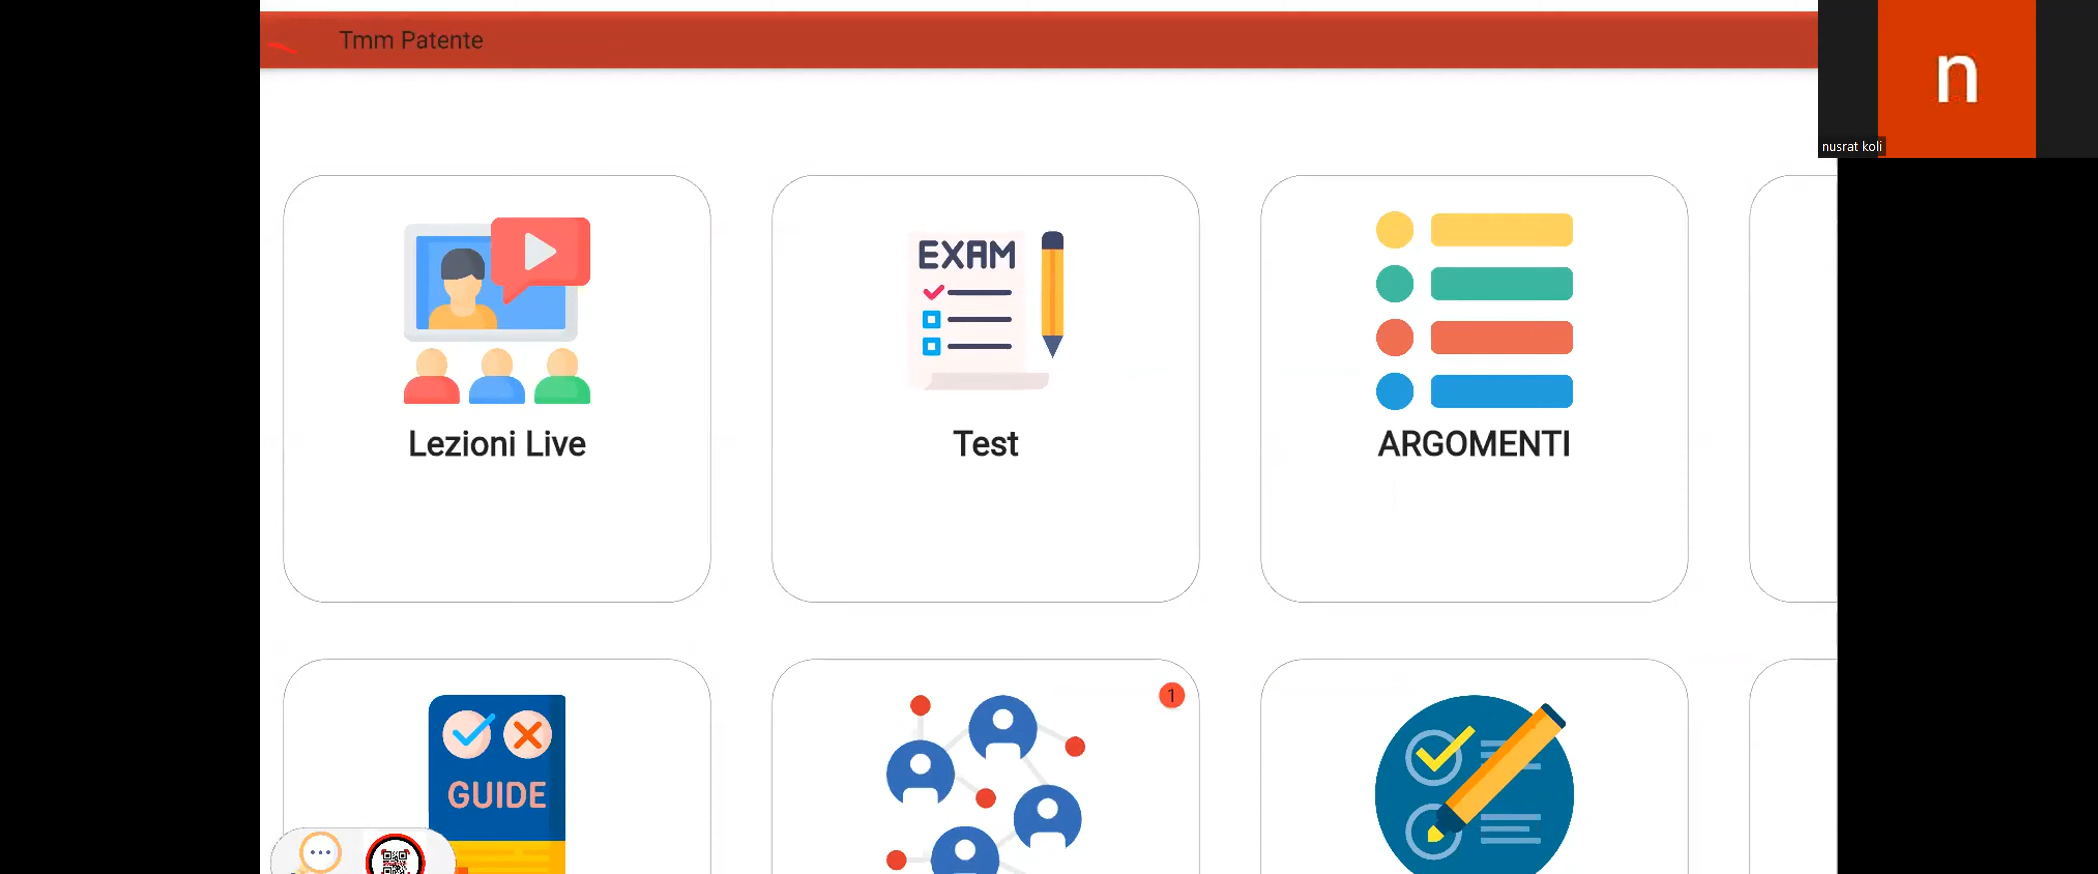 Tmm Patente
n
nusrat koli
EXAM
Lezioni Live
Test
ARGOMENTI
1
GUIDE